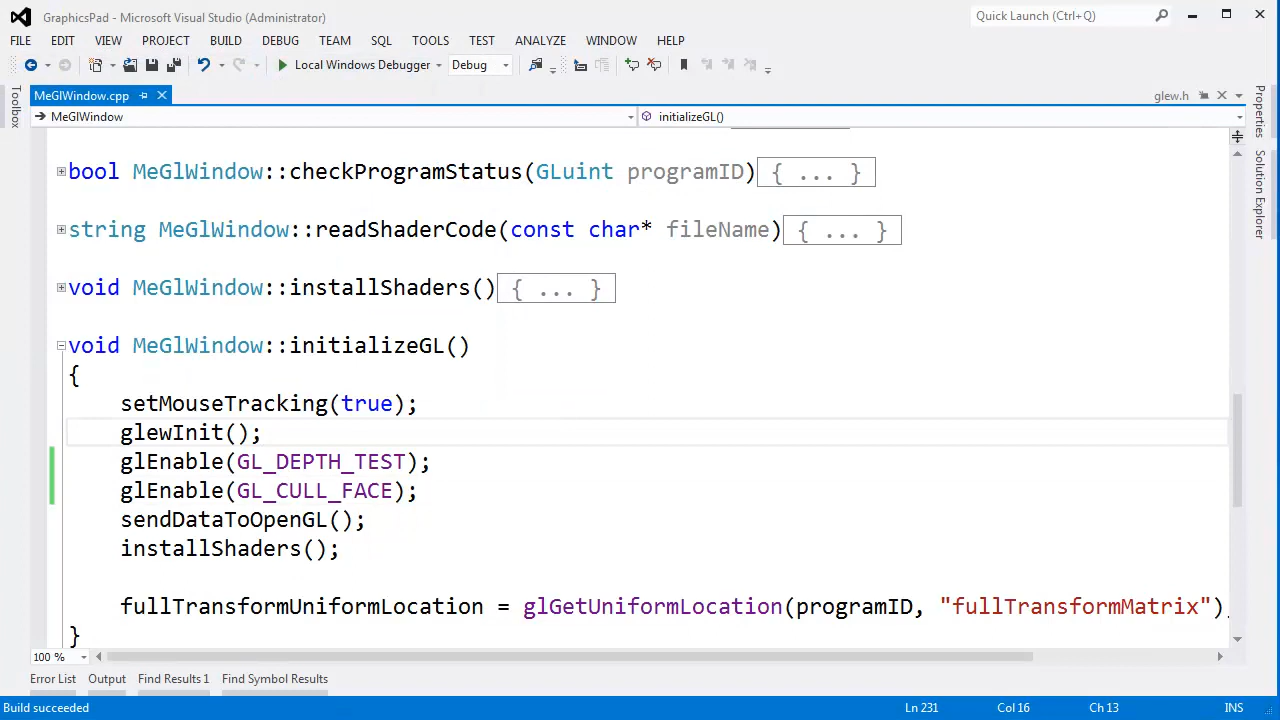 GraphicsPad - Microsoft Visual Studio (Administrator)
Quick Launch (Ctrl+Q)
FILE EDIT VIEW PROJECT BUILD DEBUG TEAM SQL TOOLS TEST ANALYZE WINDOW HELP
Local Windows Debugger Debug
MeGlWindow.cpp glew.h
MeGlWindow initializeGL()
Toolbox
Properties
Solution Explorer
bool MeGlWindow::checkProgramStatus(GLuint programID){ ... }
string MeGlWindow::readShaderCode(const char* fileName){ ... }
void MeGlWindow::installShaders(){ ... }
void MeGlWindow::initializeGL()
{
setMouseTracking(true);
glewInit();
glEnable(GL_DEPTH_TEST);
glEnable(GL_CULL_FACE);
sendDataToOpenGL();
installShaders();
fullTransformUniformLocation = glGetUniformLocation(programID, "fullTransformMatrix")
}
100 %
Error List Output Find Results 1 Find Symbol Results
Build succeeded Ln 231 Col 16 Ch 13 INS